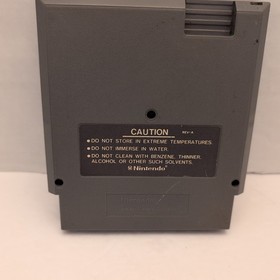 CAUTION
REV-A
•DO NOT STORE IN EXTREME TEMPERATURES.
•DO NOT IMMERSE IN WATER.
•DO NOT CLEAN WITH BENZENE, THINNER,
ALCOHOL OR OTHER SUCH SOLVENTS.
Nintendo